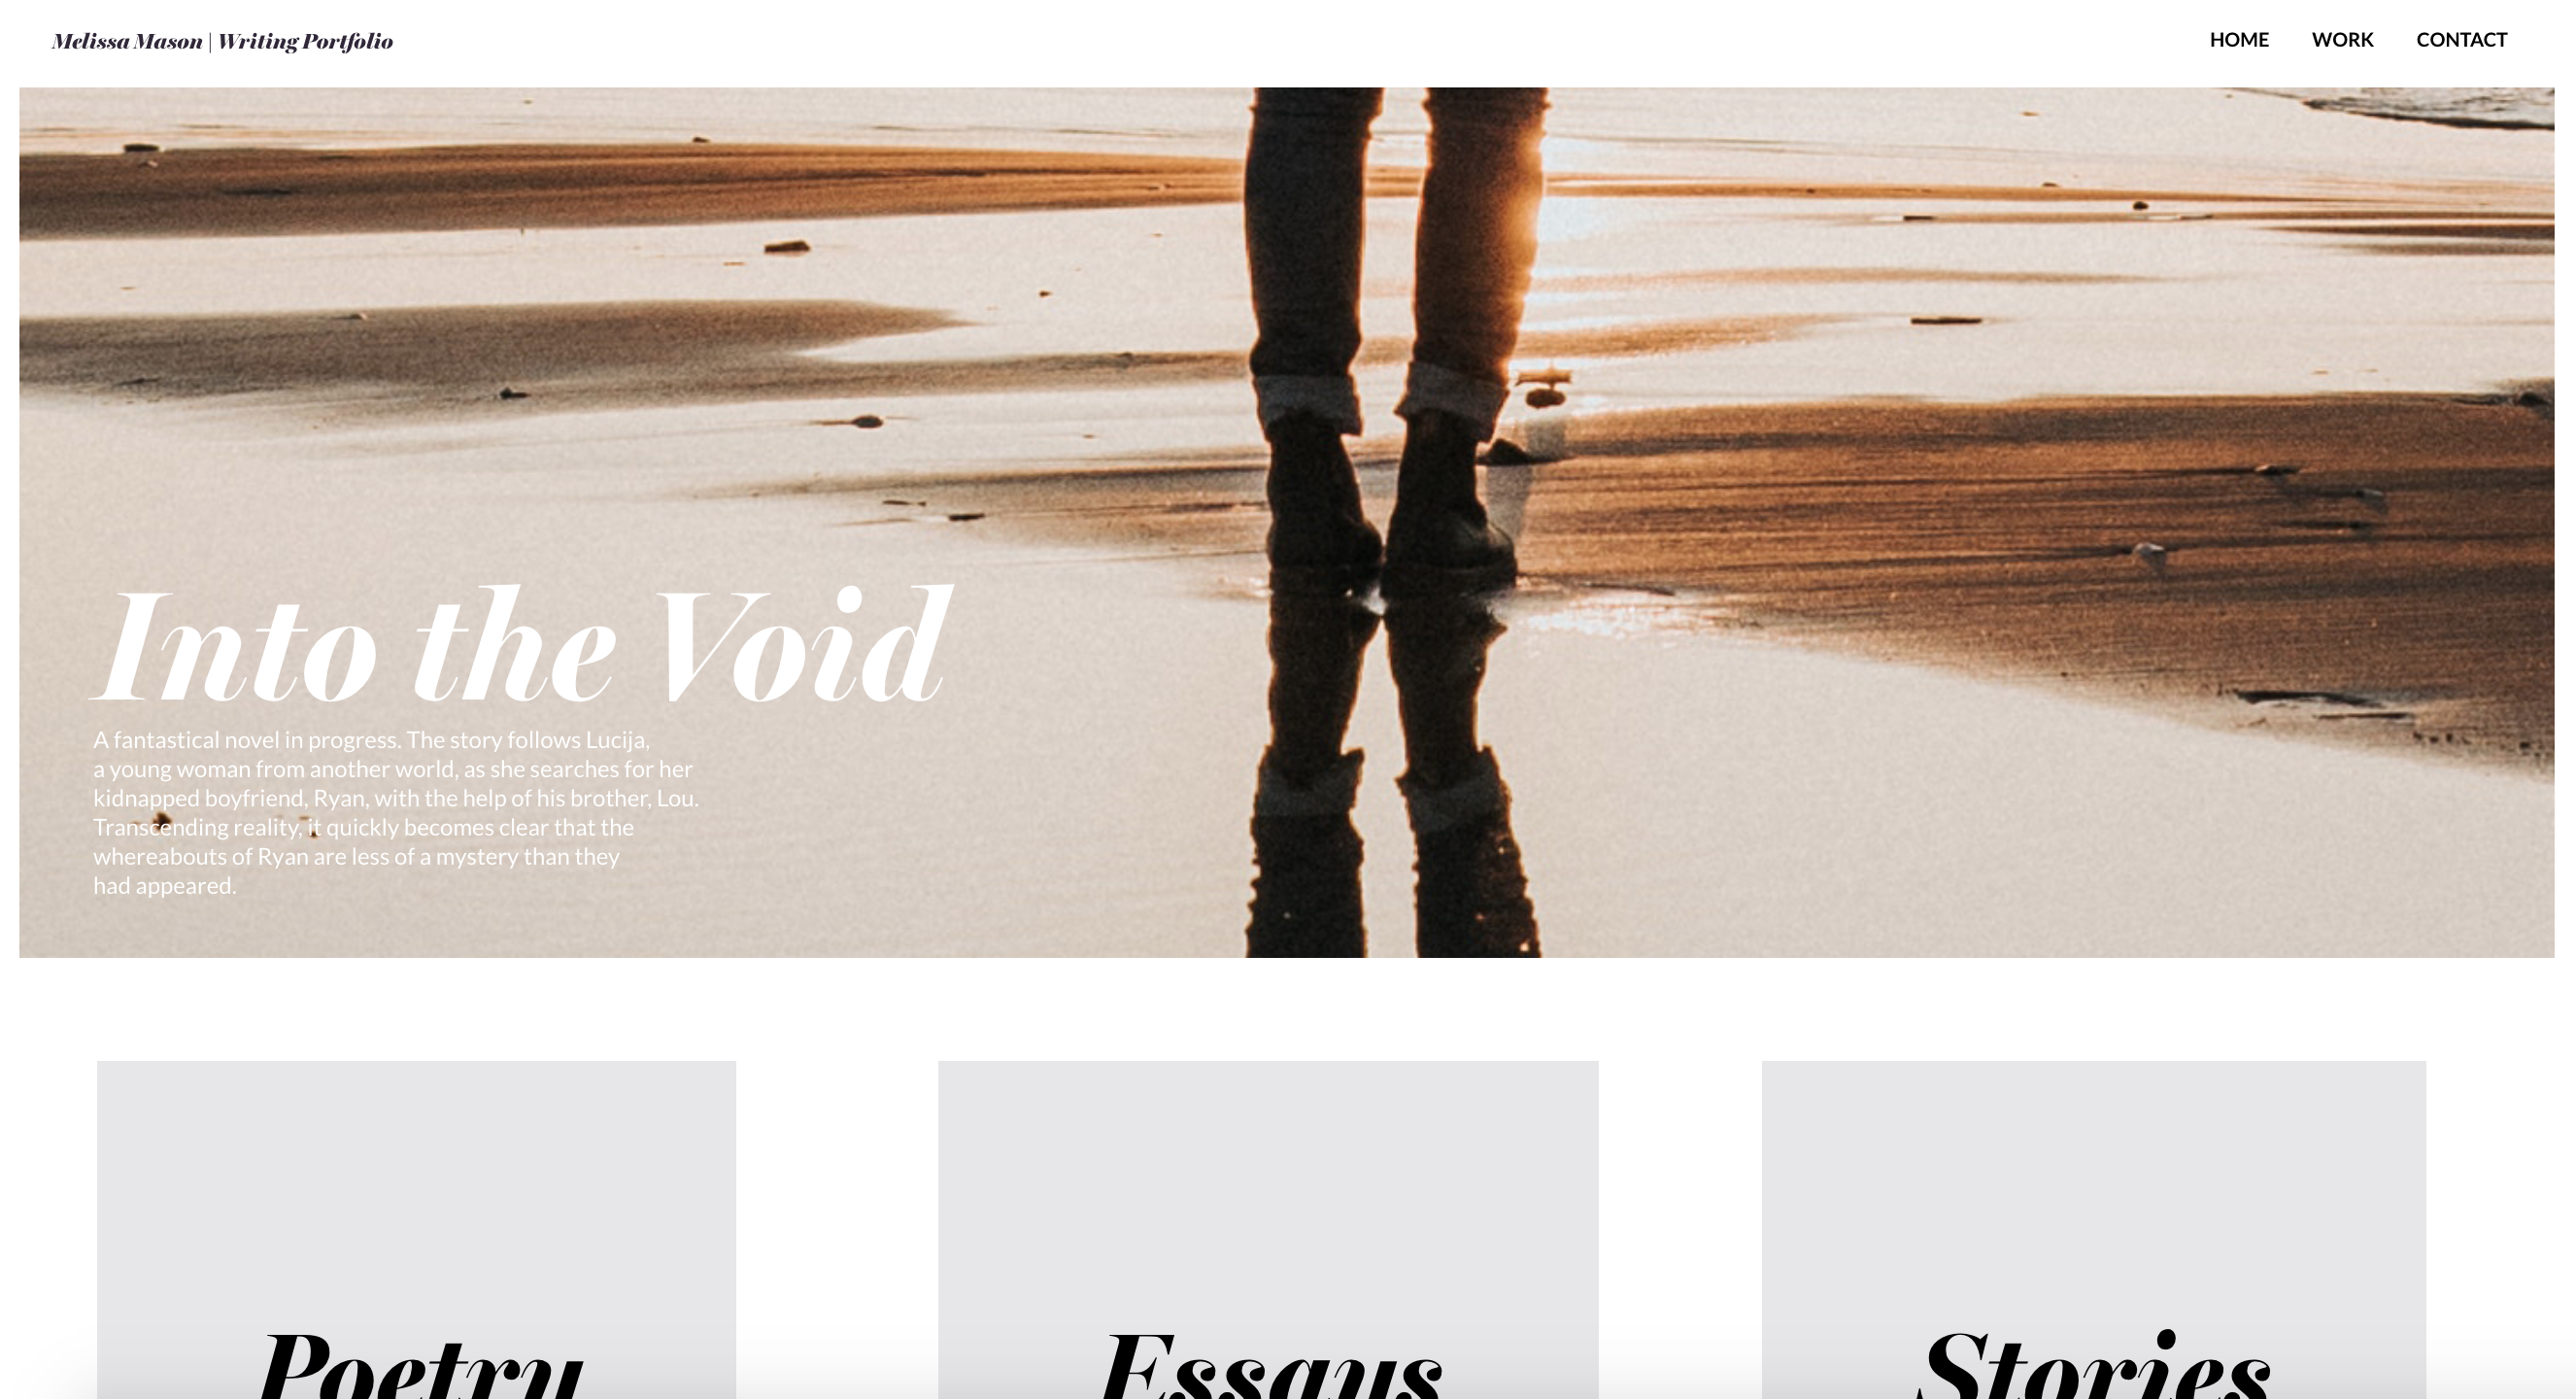 Melissa Mason | Writing Portfolio
HOME WORK CONTACT
Into the Void
A fantastical novel in progress. The story follows Lucija,
a young woman from another world, as she searches for her
kidnapped boyfriend, Ryan, with the help of his brother, Lou.
Transcending reality, it quickly becomes clear that the
whereabouts of Ryan are less of a mystery than they
had appeared.
Poetry Essays Stories